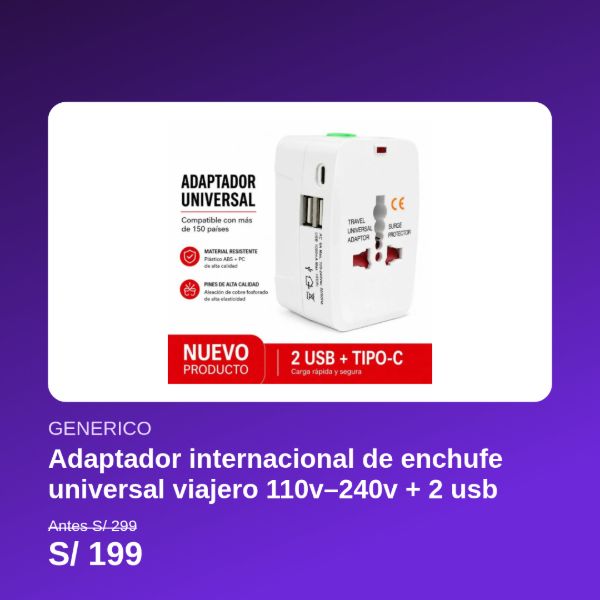 ADAPTADOR
UNIVERSAL
Compatible con más
de 150 países
MATERIAL RESISTENTE
Plástico ABS + PC
de alta calidad
PINES DE ALTA CALIDAD
Aleación de cobre fosforado
de alta elasticidad
TRAVEL
UNIVERSAL
ADAPTOR
CE
SURGE
PROTECTOR
NUEVO
PRODUCTO
2 USB + TIPO-C
Carga rápida y segura
GENERICO
Adaptador internacional de enchufe
universal viajero 110v–240v + 2 usb
Antes S/ 299
S/ 199